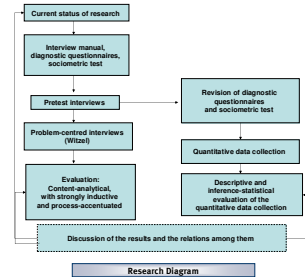 Current status of research
Interview manual,
diagnostic questionnaires,
sociometric test
Pretest interviews
Problem-centred interviews
(Witzel)
Evaluation:
Content-analytical,
with strongly inductive
and process-accentuated
Revision of diagnostic
questionnaires
and sociometric test
Quantitative data collection
Descriptive and
inference-statistical
evaluation of the
quantitative data collection
Discussion of the results and the relations among them
Research Diagram